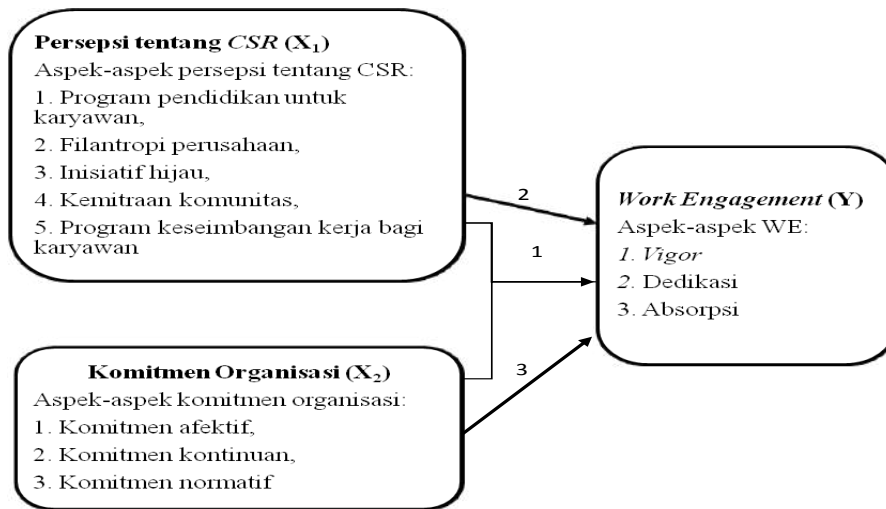 Persepsi tentang CSR (X1)
Aspek-aspek persepsi tentang CSR:
1. Program pendidikan untuk
karyawan,
2. Filantropi perusahaan,
3. Inisiatif hijau,
4. Kemitraan komunitas,
5. Program keseimbangan kerja bagi
karyawan
2
1
3
Work Engagement (Y)
Aspek-aspek WE:
1. Vigor
2. Dedikasi
3. Absorpsi
Komitmen Organisasi (X2)
Aspek-aspek komitmen organisasi:
1. Komitmen afektif,
2. Komitmen kontinuan,
3. Komitmen normatif